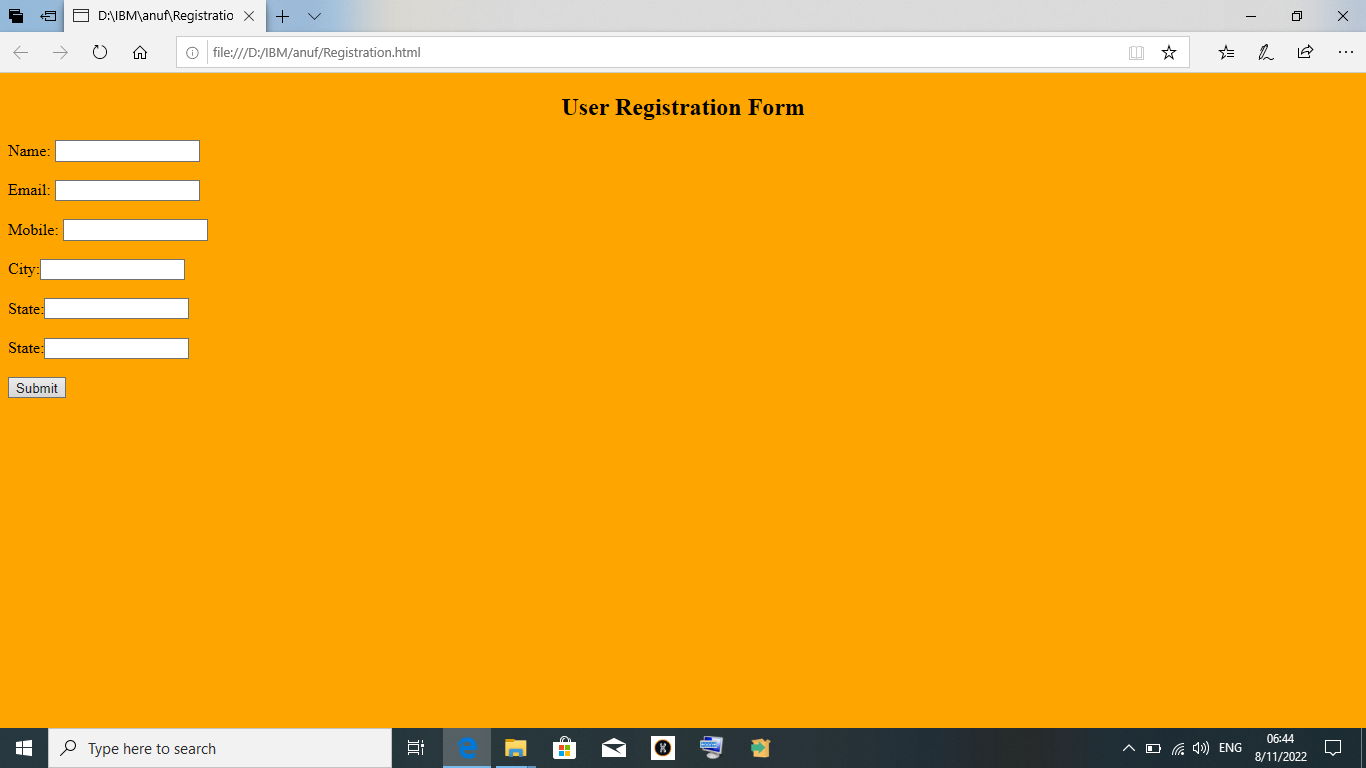 D:\IBM\anuf\Registratio
file:///D:/IBM/anuf/Registration.html
User Registration Form
Name:
Email:
Mobile:
City:
State:
State:
Submit
Type here to search
ENG
06:44
8/11/2022